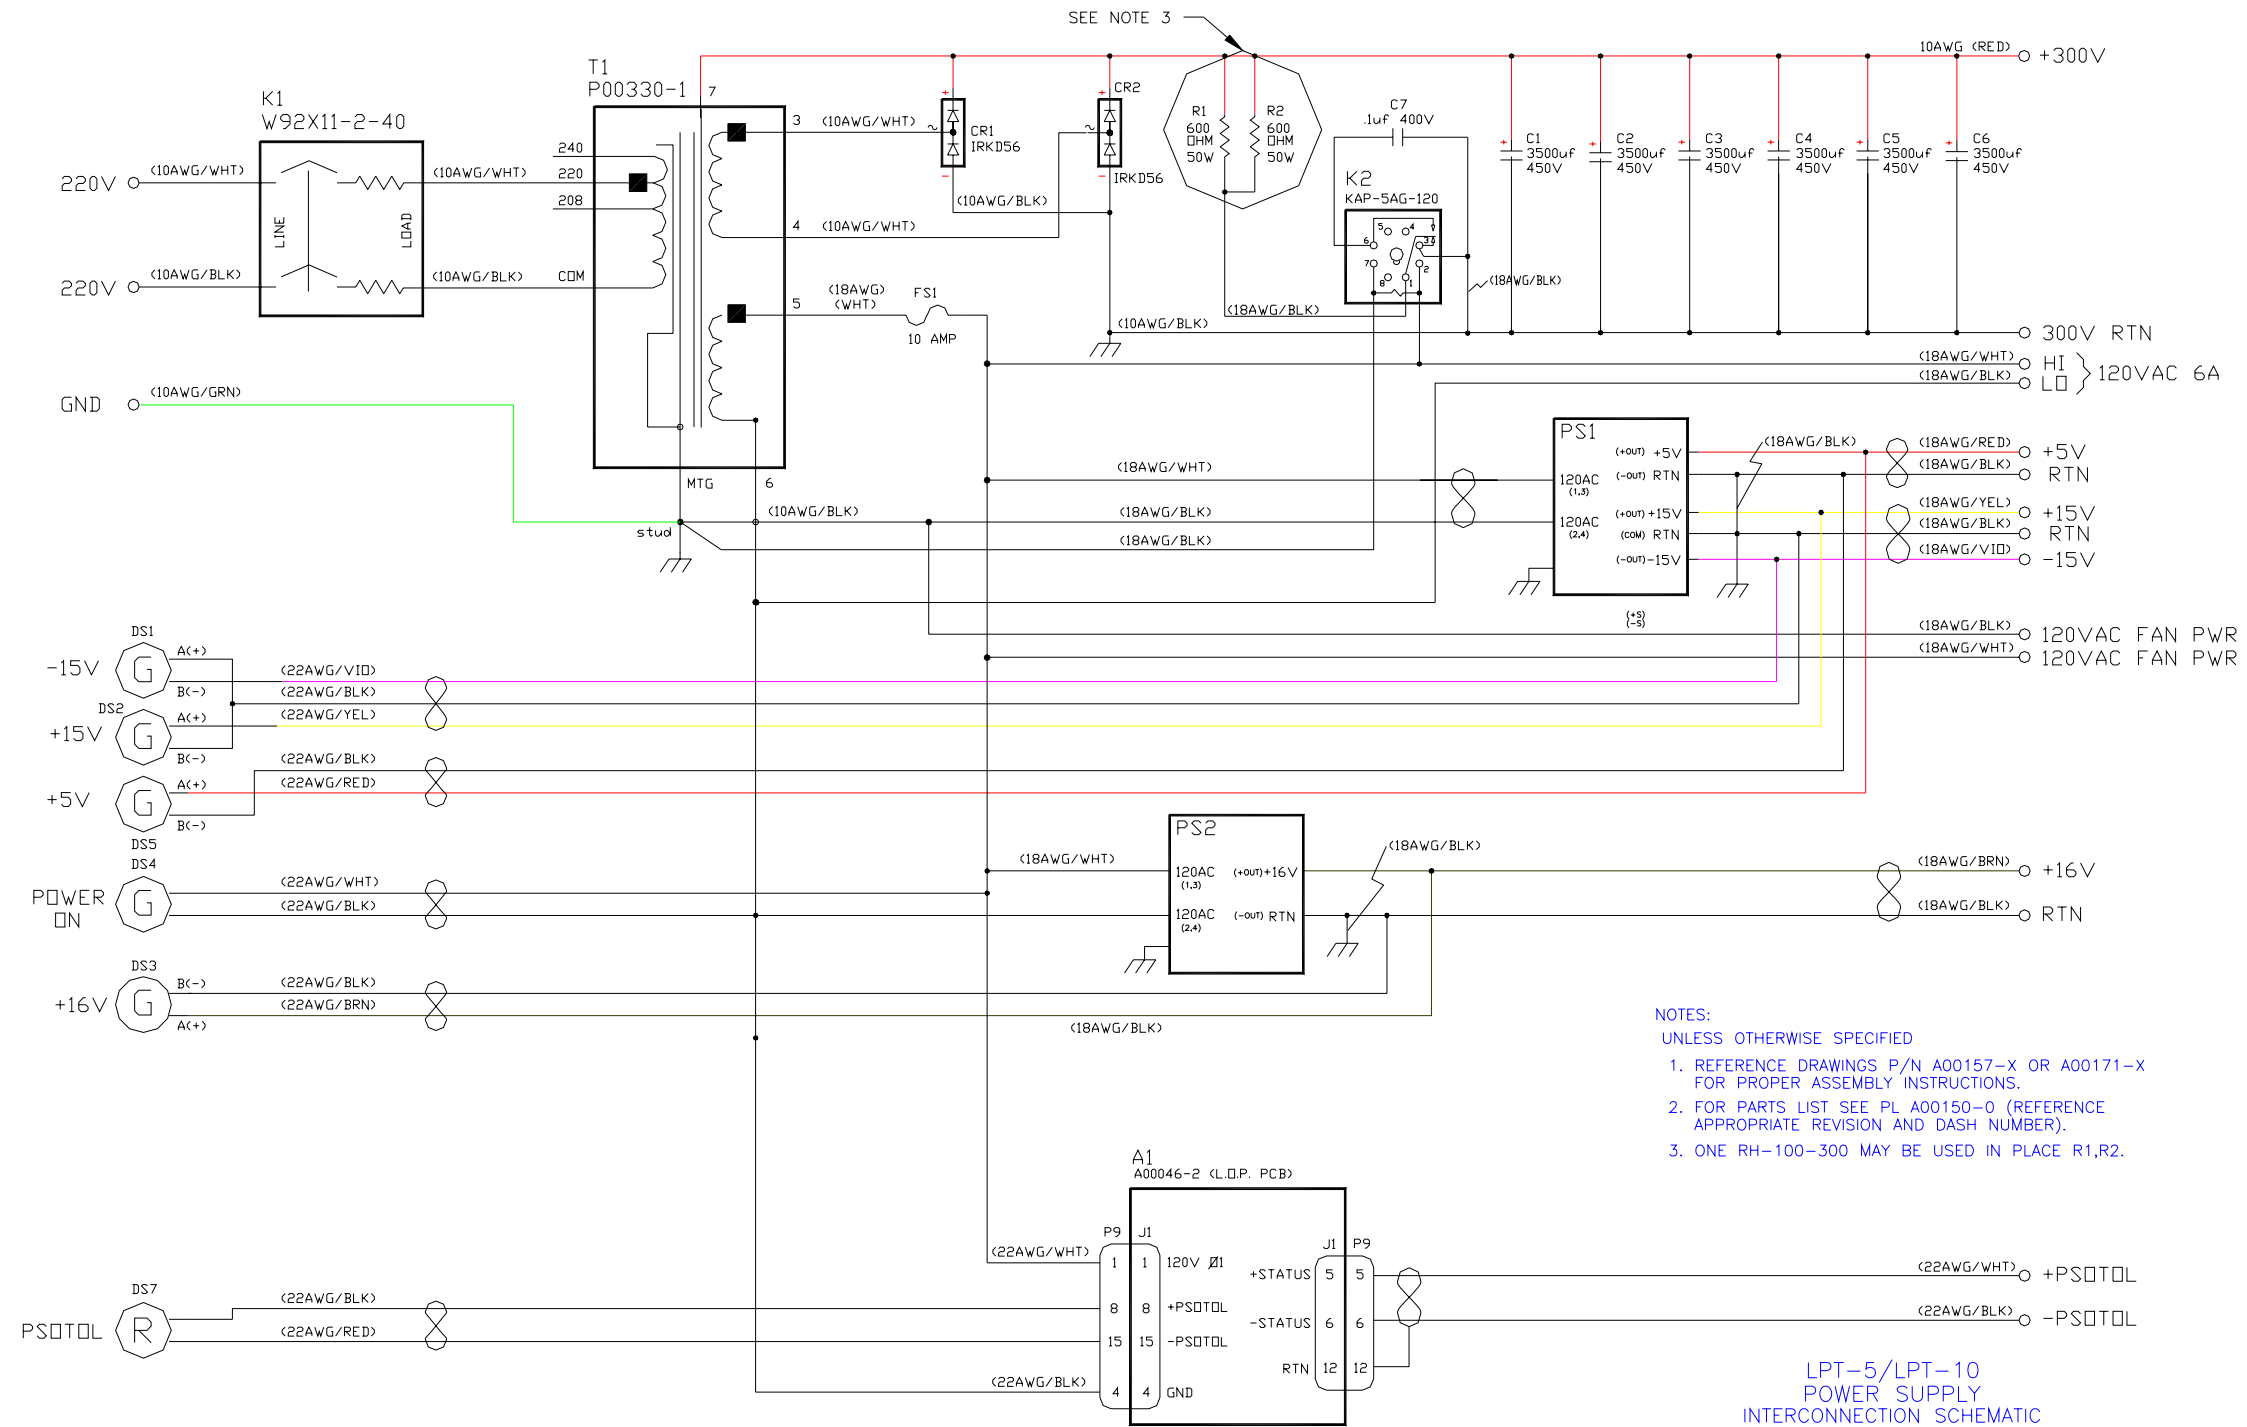 SEE NOTE 3
10AWG (RED)
+300V
T1
P00330-1
7
K1
W92X11-2-40
LINE
LOAD
220V
(10AWG/WHT)
(10AWG/WHT)
220V
(10AWG/BLK)
(10AWG/BLK)
GND
(10AWG/GRN)
240
220
208
COM
3
4
5
6
MTG
stud
(10AWG/WHT)
(10AWG/WHT)
(18AWG)
(WHT)
FS1
10 AMP
+
~
-
CR1
IRKD56
+
~
-
CR2
IRKD56
(10AWG/BLK)
(10AWG/BLK)
R1
600
OHM
50W
R2
600
OHM
50W
C7
.1uf 400V
K2
KAP-5AG-120
5
4
6
3
7
2
8
1
(18AWG/BLK)
(18AWG/BLK)
+
C1
3500uf
450V
+
C2
3500uf
450V
+
C3
3500uf
450V
+
C4
3500uf
450V
+
C5
3500uf
450V
+
C6
3500uf
450V
300V RTN
(18AWG/WHT)
HI
(18AWG/BLK)
LO
120VAC 6A
PS1
120AC
(1,3)
120AC
(2,4)
(+OUT) +5V
(-OUT) RTN
(+OUT) +15V
(COM) RTN
(-OUT) -15V
(+S)
(-S)
(18AWG/WHT)
(10AWG/BLK)
(18AWG/BLK)
(18AWG/BLK)
(18AWG/BLK)
(18AWG/RED)
+5V
(18AWG/BLK)
RTN
(18AWG/YEL)
+15V
(18AWG/BLK)
RTN
(18AWG/VIO)
-15V
(18AWG/BLK)
120VAC FAN PWR
(18AWG/WHT)
120VAC FAN PWR
DS1
-15V
G
A(+)
B(-)
(22AWG/VIO)
(22AWG/BLK)
DS2
+15V
G
A(+)
B(-)
(22AWG/YEL)
+5V
G
A(+)
B(-)
DS5
(22AWG/BLK)
(22AWG/RED)
DS4
POWER
ON
G
(22AWG/WHT)
(22AWG/BLK)
DS3
+16V
G
B(-)
A(+)
(22AWG/BLK)
(22AWG/BRN)
(18AWG/BLK)
PS2
120AC
(1,3)
120AC
(2,4)
(+OUT)+16V
(-OUT) RTN
(18AWG/WHT)
(18AWG/BLK)
(18AWG/BRN)
+16V
(18AWG/BLK)
RTN
NOTES:
UNLESS OTHERWISE SPECIFIED
1. REFERENCE DRAWINGS P/N A00157-X OR A00171-X
FOR PROPER ASSEMBLY INSTRUCTIONS.
2. FOR PARTS LIST SEE PL A00150-0 (REFERENCE
APPROPRIATE REVISION AND DASH NUMBER).
3. ONE RH-100-300 MAY BE USED IN PLACE R1,R2.
A1
A00046-2 (L.O.P. PCB)
P9
J1
(22AWG/WHT)
1
1
120V Ø1
8
8
+PSOTOL
15
15
-PSOTOL
(22AWG/BLK)
4
4
GND
J1
P9
+STATUS
5
5
-STATUS
6
6
RTN
12
12
(22AWG/WHT)
+PSOTOL
(22AWG/BLK)
-PSOTOL
DS7
PSOTOL
R
(22AWG/BLK)
(22AWG/RED)
LPT-5/LPT-10
POWER SUPPLY
INTERCONNECTION SCHEMATIC